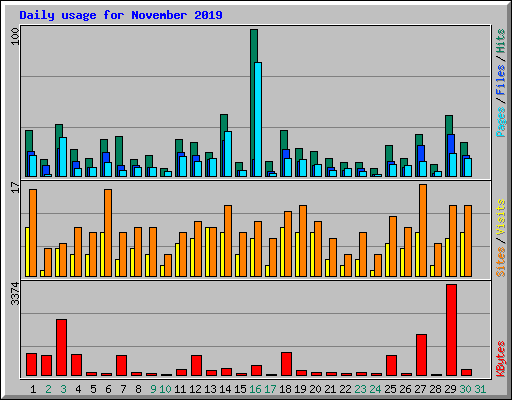 Daily usage for November 2019
100
Pages / Files / Hits
17
Sites / Visits
3374
KBytes
1 2 3 4 5 6 7 8 9 10 11 12 13 14 15 16 17 18 19 20 21 22 23 24 25 26 27 28 29 30 31